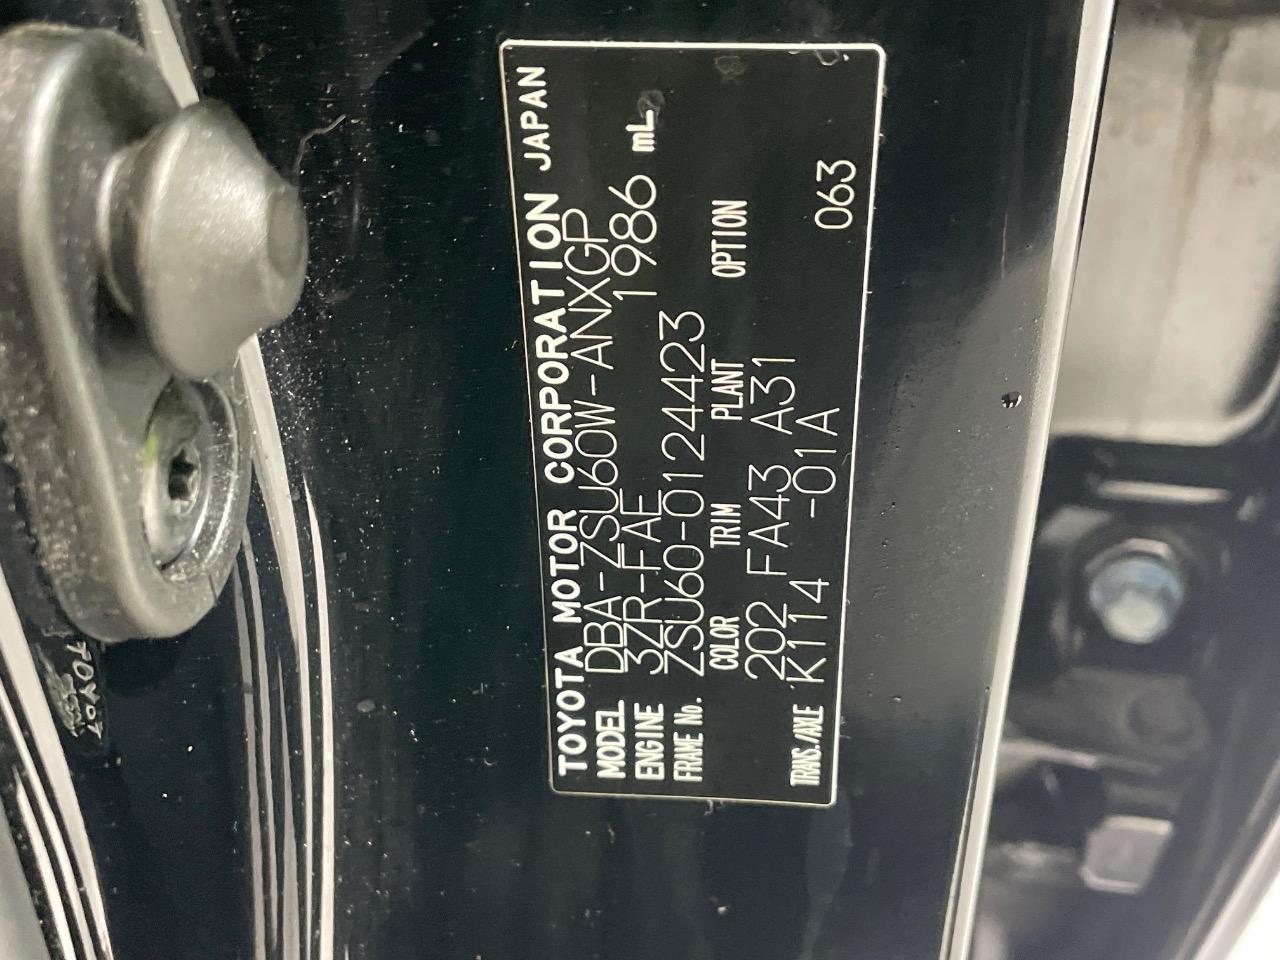 TOYOTA MOTOR CORPORATION JAPAN
MODEL DBA-ZSU60W-ANXGP
ENGINE 3ZR-FAE 1986 mL
FRAME No. ZSU60-0124423
COLOR TRIM PLANT OPTION
202 FA43 A31
TRANS./AXLE K114 -01A 063